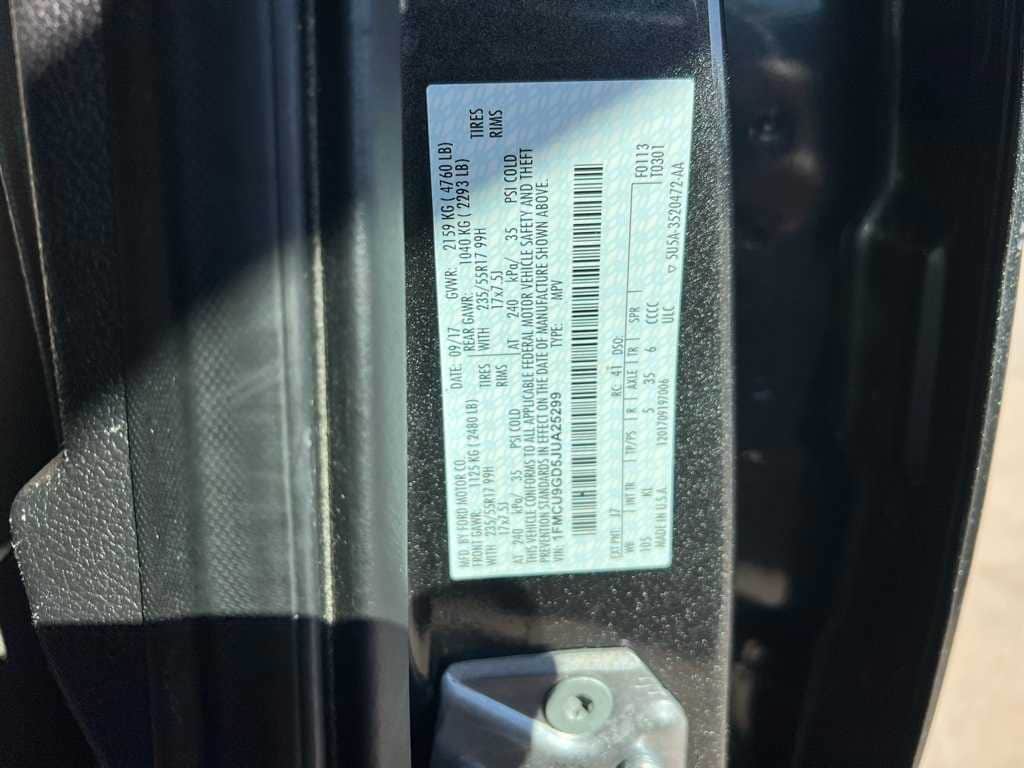 MFD. BY FORD MOTOR CO. DATE: 09/17 GVWR: 2159 KG ( 4760 LB)
FRONT GAWR: 1125 KG ( 2480 LB) REAR GAWR: 1040 KG ( 2293 LB)
WITH 235/55R17 99H TIRES WITH 235/55R17 99H TIRES
17x7.5J RIMS 17x7.5J RIMS
AT 240 kPa/ 35 PSI COLD AT 240 kPa/ 35 PSI COLD
THIS VEHICLE CONFORMS TO ALL APPLICABLE FEDERAL MOTOR VEHICLE SAFETY AND THEFT
PREVENTION STANDARDS IN EFFECT ON THE DATE OF MANUFACTURE SHOWN ABOVE.
VIN: 1FMCU9GD5JUA25299 TYPE: MPV
H
EXT PNT: J7 RC: 41 DSO: F0113
WB INT TR TP/PS R AXLE TR SPR T0301
105 KL 5 35 6 CCCC
MADE IN U.S.A. 1201709197006 ULC
▽ SU5A-3520472-AA